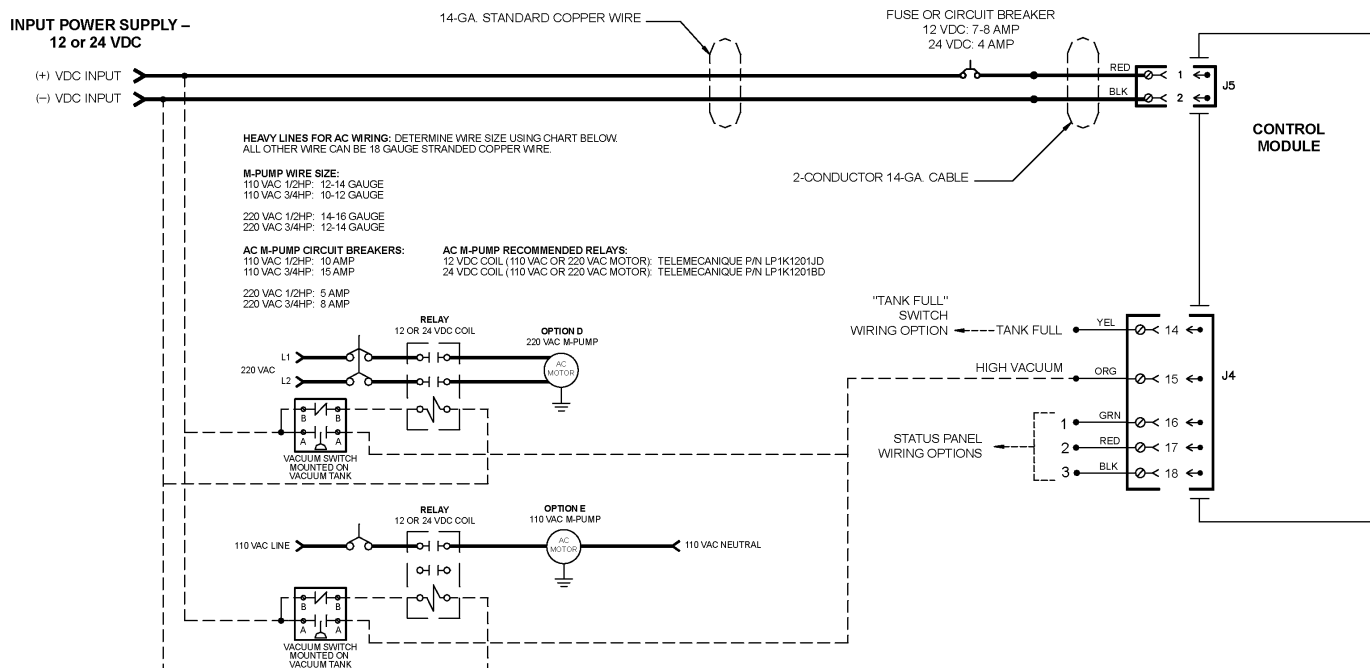 INPUT POWER SUPPLY –
12 or 24 VDC
14-GA. STANDARD COPPER WIRE
FUSE OR CIRCUIT BREAKER
12 VDC: 7-8 AMP
24 VDC: 4 AMP
(+) VDC INPUT
(–) VDC INPUT
RED
BLK
1
2
J5
CONTROL
MODULE
2-CONDUCTOR 14-GA. CABLE
HEAVY LINES FOR AC WIRING: DETERMINE WIRE SIZE USING CHART BELOW.
ALL OTHER WIRE CAN BE 18 GAUGE STRANDED COPPER WIRE.
M-PUMP WIRE SIZE:
110 VAC 1/2HP: 12-14 GAUGE
110 VAC 3/4HP: 10-12 GAUGE
220 VAC 1/2HP: 14-16 GAUGE
220 VAC 3/4HP: 12-14 GAUGE
AC M-PUMP CIRCUIT BREAKERS:
110 VAC 1/2HP: 10 AMP
110 VAC 3/4HP: 15 AMP
220 VAC 1/2HP: 5 AMP
220 VAC 3/4HP: 8 AMP
AC M-PUMP RECOMMENDED RELAYS:
12 VDC COIL (110 VAC OR 220 VAC MOTOR): TELEMECANIQUE P/N LP1K1201JD
24 VDC COIL (110 VAC OR 220 VAC MOTOR): TELEMECANIQUE P/N LP1K1201BD
RELAY
12 OR 24 VDC COIL
OPTION D
220 VAC M-PUMP
L1
220 VAC
L2
AC
MOTOR
B
B
A
A
VACUUM SWITCH
MOUNTED ON
VACUUM TANK
"TANK FULL"
SWITCH
WIRING OPTION
TANK FULL
YEL
14
HIGH VACUUM
ORG
15
J4
STATUS PANEL
WIRING OPTIONS
1
GRN
16
2
RED
17
3
BLK
18
RELAY
12 OR 24 VDC COIL
OPTION E
110 VAC M-PUMP
110 VAC LINE
AC
MOTOR
110 VAC NEUTRAL
B
B
A
A
VACUUM SWITCH
MOUNTED ON
VACUUM TANK